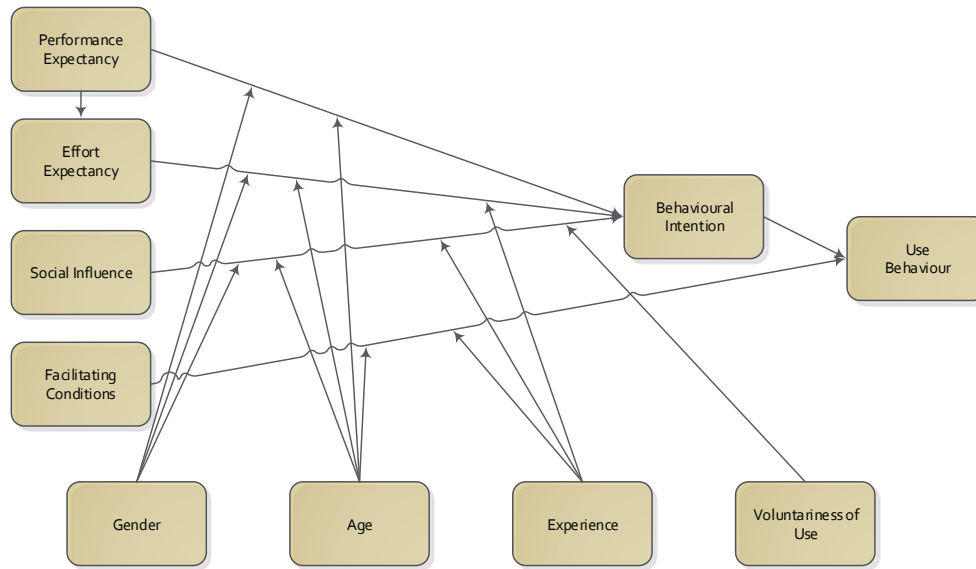 Performance
Expectancy
Effort
Expectancy
Social Influence
Facilitating
Conditions
Behavioural
Intention
Use
Behaviour
Gender
Age
Experience
Voluntariness of
Use